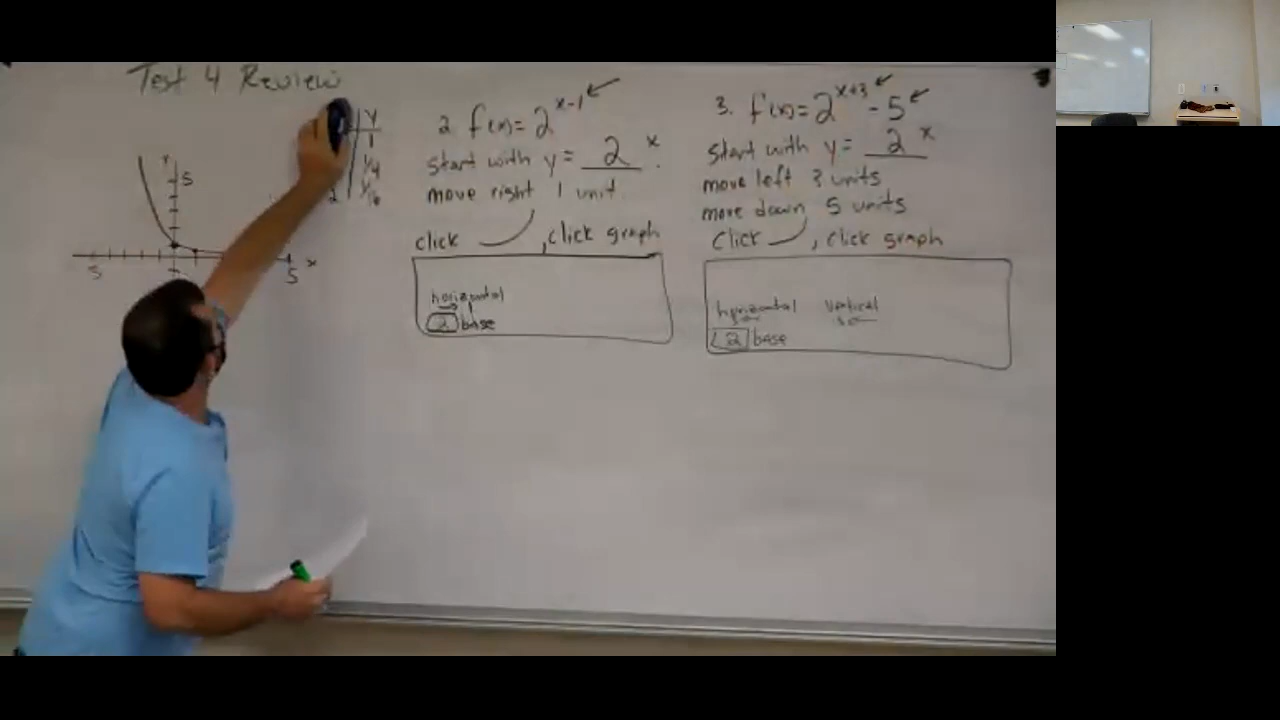 Test 4 Review
Y
1
1/4
1/16
2
Y
5
5
5
x
2. f(x) = 2^x-1
start with y = 2^x.
move right 1 unit
click , click graph
horizontal
2 base
3. f(x) = 2^x+3 - 5
start with y = 2^x
move left 3 units
move down 5 units
click , click graph
horizontal vertical
2 base